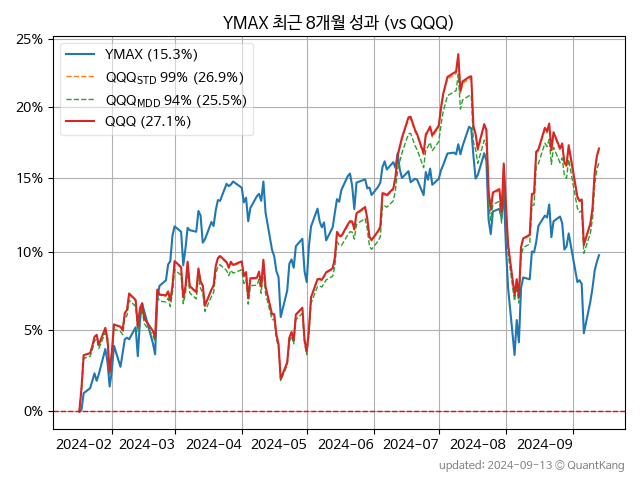 YMAX 최근 8개월 성과 (vs QQQ)
25%
20%
15%
10%
5%
0%
YMAX (15.3%)
QQQSTD 99% (26.9%)
QQQMDD 94% (25.5%)
QQQ (27.1%)
2024-02 2024-03 2024-04 2024-05 2024-06 2024-07 2024-08 2024-09
updated: 2024-09-13 © QuantKang